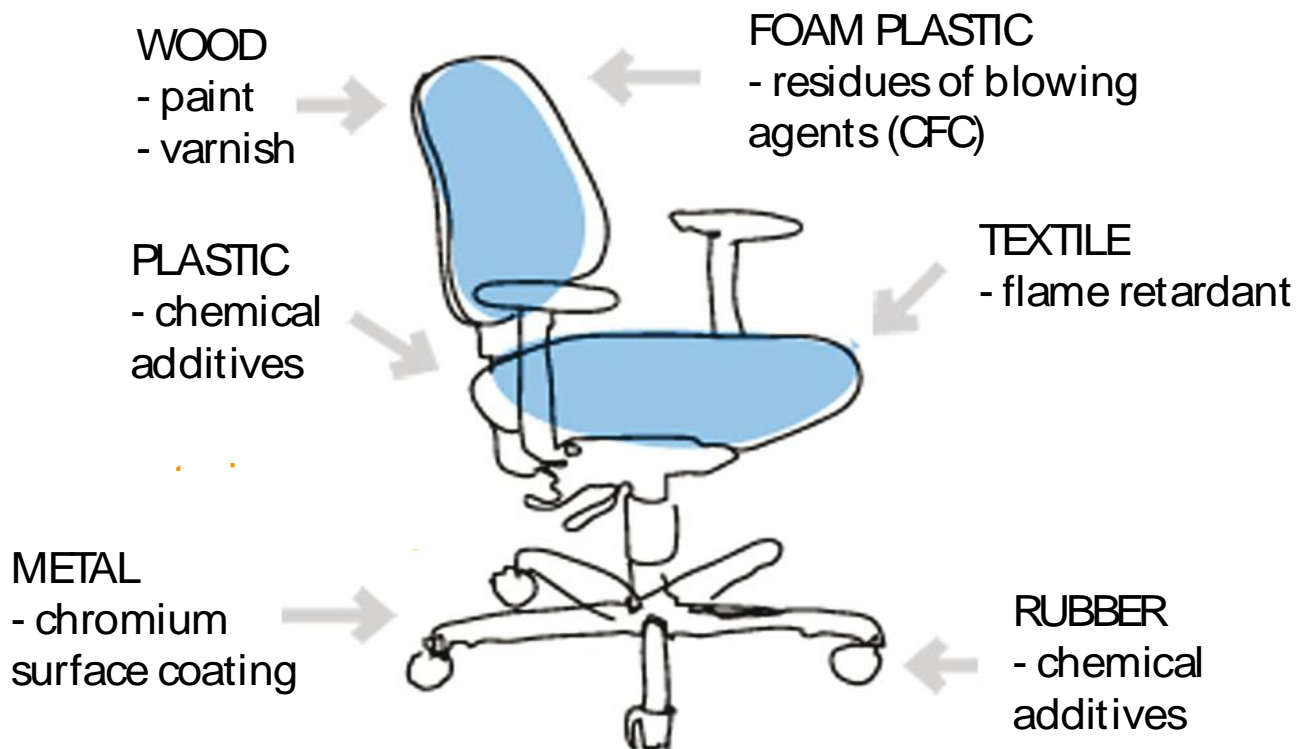 WOOD
- paint
- varnish
FOAM PLASTIC
- residues of blowing
agents (CFC)
PLASTIC
- chemical
additives
TEXTILE
- flame retardant
METAL
- chromium
surface coating
RUBBER
- chemical
additives